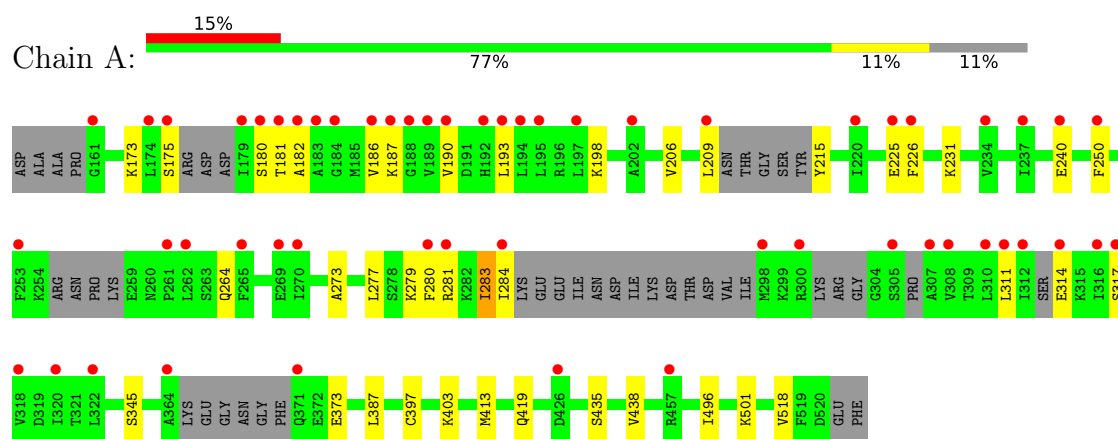 15%
Chain A:
77% 11% 11%
ASP ALA ALA PRO G161 K173 L174 S175 ARG ASP ASP I179 S180 T181 A182 A183 G184 M185 V186 K187 G188 V189 V190 D191 H192 L193 L194 L195 R196 L197 K198 A202 V206 L209 ASN THR GLY SER TYR Y215 I220 E225 F226 K231 V234 I237 E240 F250
F253 K254 ARG ASN PRO LYS E259 N260 P261 L262 S263 Q264 F265 E269 I270 A273 L277 S278 K279 F280 R281 K282 I283 I284 LYS GLU GLU ILE ASN ASP ILE LYS ASP THR ASP VAL ILE M298 K299 R300 LYS ARG GLY G304 S305 PRO A307 V308 T309 L310 L311 I312 SER E314 K315 I316 S317
V318 D319 I320 T321 L322 S345 A364 LYS GLU GLY ASN GLY PHE Q371 E372 E373 L387 C397 K403 M413 Q419 D426 S435 V438 R457 I496 K501 V518 F519 D520 GLU PHE